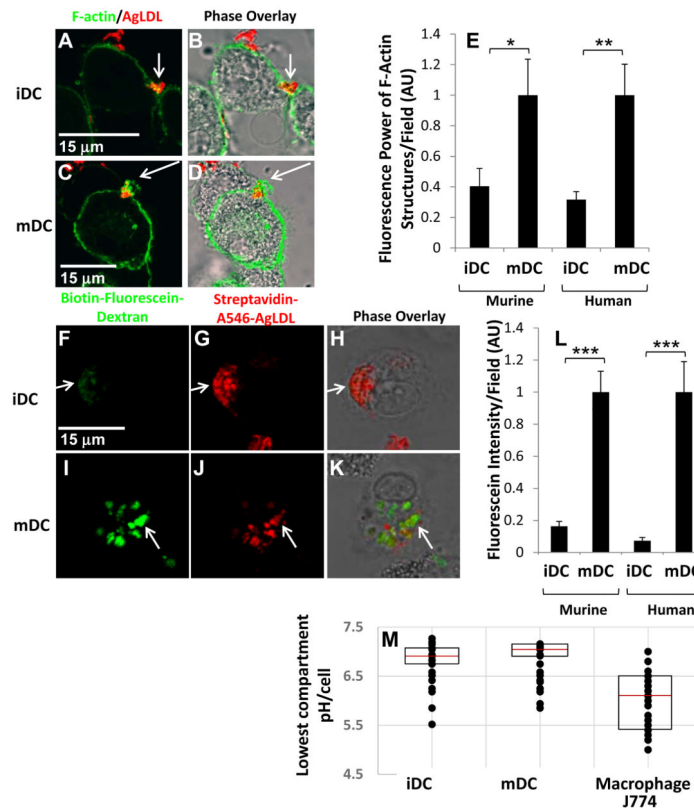 F-actin/AgLDL
Phase Overlay
A
B
iDC
15 μm
C
D
mDC
15 μm
E
Fluorescence Power of F-Actin
Structures/Field (AU)
1.4
1.2
1
0.8
0.6
0.4
0.2
0
*
**
iDC mDC iDC mDC
Murine Human
Biotin-Fluorescein-
Dextran
Streptavidin-
A546-AgLDL
Phase Overlay
F
G
H
iDC
15 μm
I
J
K
mDC
L
Fluorescein Intensity/Field (AU)
1.4
1.2
1
0.8
0.6
0.4
0.2
0
***
***
iDC mDC iDC mDC
Murine Human
M
Lowest compartment
pH/cell
7.5
6.5
5.5
4.5
iDC mDC Macrophage
J774